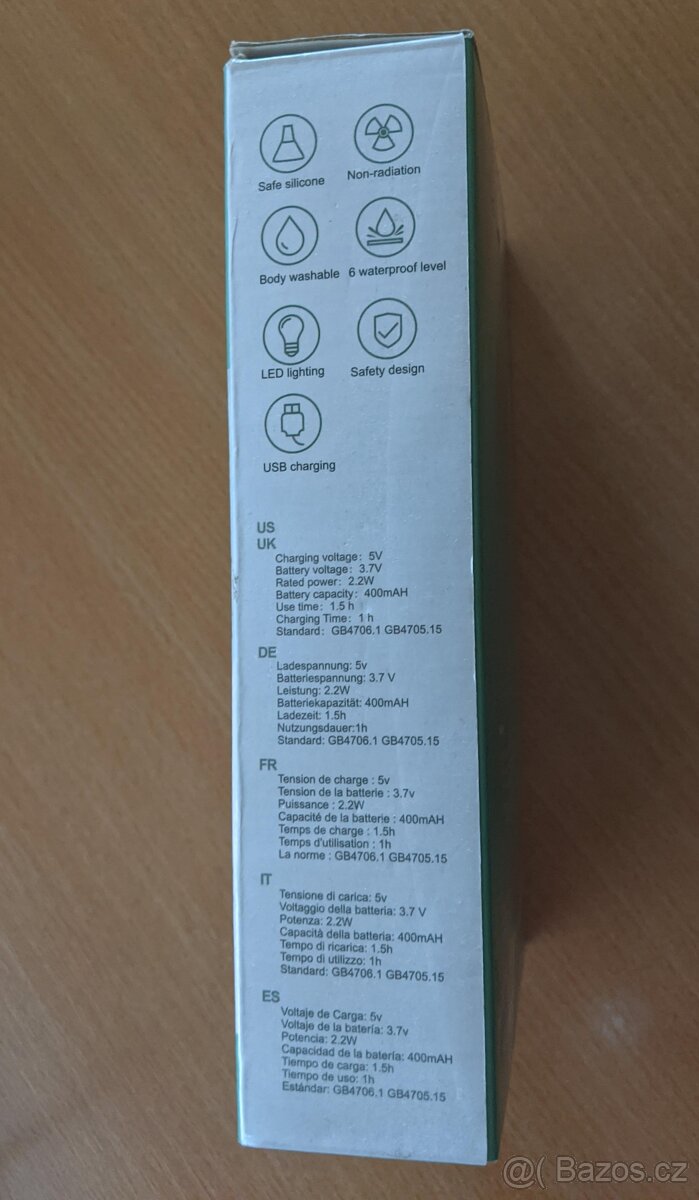 Safe silicone
Non-radiation
Body washable
6 waterproof level
LED lighting
Safety design
USB charging
US
UK
Charging voltage: 5V
Battery voltage: 3.7V
Rated power: 2.2W
Battery capacity: 400mAH
Use time: 1.5 h
Charging Time: 1 h
Standard: GB4706.1 GB4705.15
DE
Ladespannung: 5v
Batteriespannung: 3.7 V
Leistung: 2.2W
Batteriekapazität: 400mAH
Ladezeit: 1.5h
Nutzungsdauer:1h
Standard: GB4706.1 GB4705.15
FR
Tension de charge : 5v
Tension de la batterie : 3.7v
Puissance : 2.2W
Capacité de la batterie : 400mAH
Temps de charge : 1.5h
Temps d'utilisation : 1h
La norme : GB4706.1 GB4705.15
IT
Tensione di carica: 5v
Voltaggio della batteria: 3.7 V
Potenza: 2.2W
Capacità della batteria: 400mAH
Tempo di ricarica: 1.5h
Tempo di utilizzo: 1h
Standard: GB4706.1 GB4705.15
ES
Voltaje de Carga: 5v
Voltaje de la batería: 3.7v
Potencia: 2.2W
Capacidad de la batería: 400mAH
Tiempo de carga: 1.5h
Tiempo de uso: 1h
Estándar: GB4706.1 GB4705.15
@( Bazos.cz